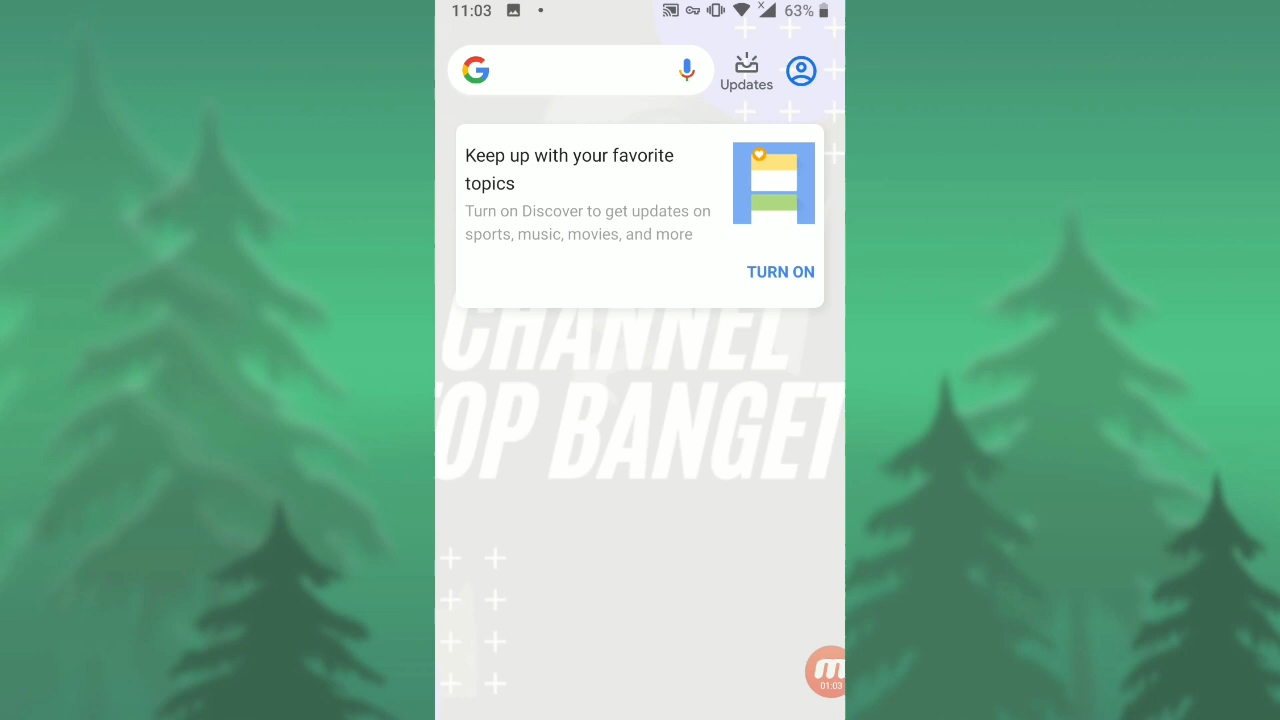 11:03
63%
Updates
Keep up with your favorite
topics
Turn on Discover to get updates on
sports, music, movies, and more
TURN ON
CHANNEL
TOP BANGET
m
01:03